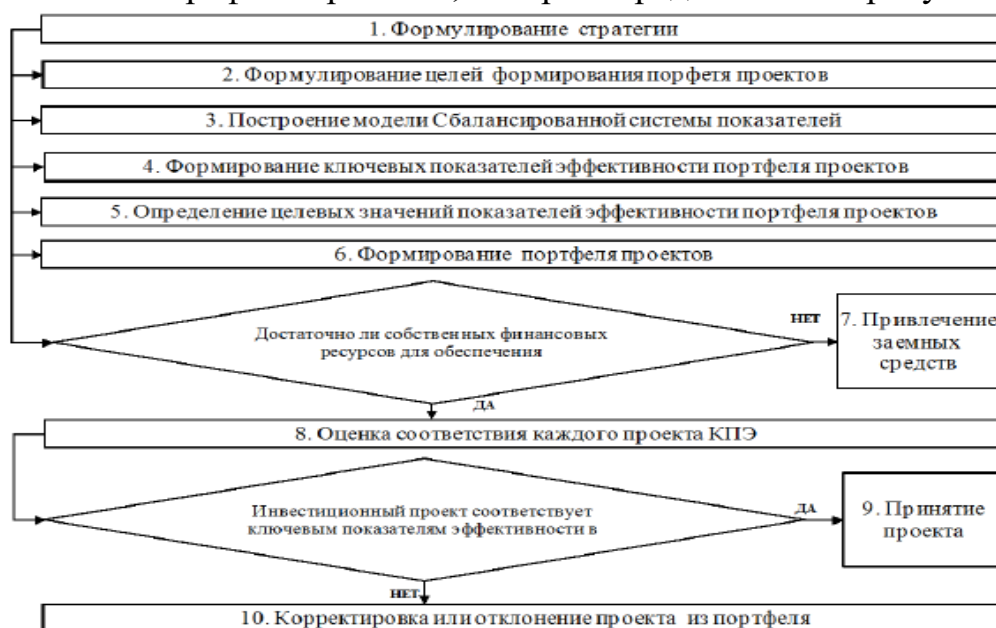 1. Формулирование стратегии
2. Формулирование целей формирования порфетя проектов
3. Построение модели Сбалансированной системы показателей
4. Формирование ключевых показателей эффективности портфеля проектов
5. Определение целевых значений показателей эффективности портфеля проектов
6. Формирование портфеля проектов
Достаточно ли собственных финансовых
ресурсов для обеспечения
НЕТ
7. Привлечение
заемных
средств
ДА
8. Оценка соответствия каждого проекта КПЭ
Инвестиционный проект соответствует
ключевым показателям эффективности в
ДА
9. Принятие
проекта
НЕТ
10. Корректировка или отклонение проекта из портфеля